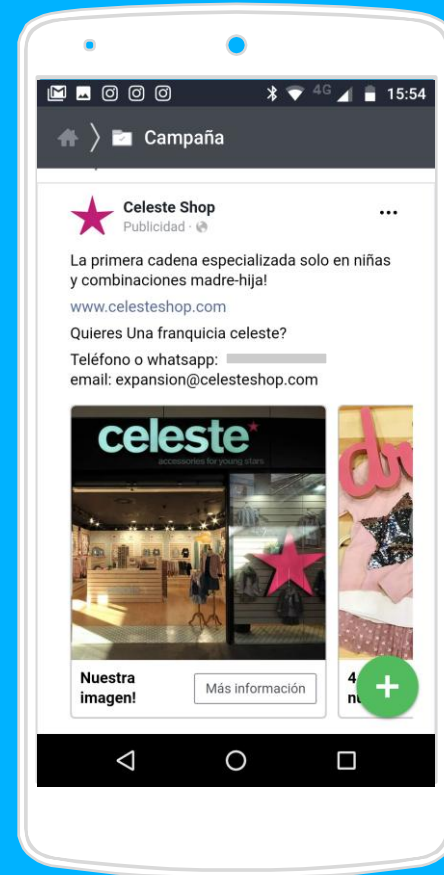 4G 15:54
Campaña
Celeste Shop
Publicidad ·
La primera cadena especializada solo en niñas
y combinaciones madre-hija!
www.celesteshop.com
Quieres Una franquicia celeste?
Teléfono o whatsapp:
email: expansion@celesteshop.com
celeste
accessories for young stars
Nuestra
imagen!
Más información
4